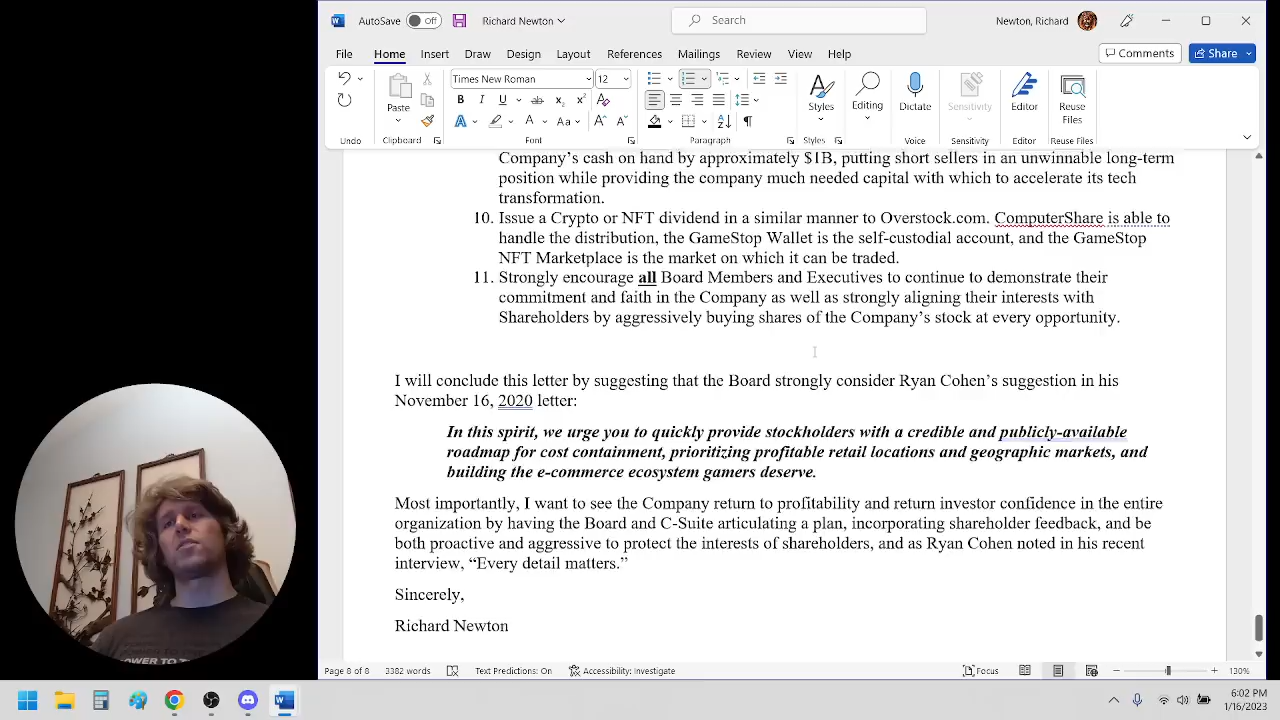 AutoSave Off Richard Newton Search Newton, Richard
File Home Insert Draw Design Layout References Mailings Review View Help Comments Share
Times New Roman 12
Paste Styles Editing Dictate Sensitivity Editor Reuse Files
Undo Clipboard Font Paragraph Styles Voice Sensitivity Editor Reuse Files
Company's cash on hand by approximately $1B, putting short sellers in an unwinnable long-term
position while providing the company much needed capital with which to accelerate its tech
transformation.
10. Issue a Crypto or NFT dividend in a similar manner to Overstock.com. ComputerShare is able to
handle the distribution, the GameStop Wallet is the self-custodial account, and the GameStop
NFT Marketplace is the market on which it can be traded.
11. Strongly encourage all Board Members and Executives to continue to demonstrate their
commitment and faith in the Company as well as strongly aligning their interests with
Shareholders by aggressively buying shares of the Company's stock at every opportunity.
I will conclude this letter by suggesting that the Board strongly consider Ryan Cohen's suggestion in his
November 16, 2020 letter:
In this spirit, we urge you to quickly provide stockholders with a credible and publicly-available
roadmap for cost containment, prioritizing profitable retail locations and geographic markets, and
building the e-commerce ecosystem gamers deserve.
Most importantly, I want to see the Company return to profitability and return investor confidence in the entire
organization by having the Board and C-Suite articulating a plan, incorporating shareholder feedback, and be
both proactive and aggressive to protect the interests of shareholders, and as Ryan Cohen noted in his recent
interview, “Every detail matters.”
Sincerely,
Richard Newton
Page 8 of 8 3382 words Text Predictions: On Accessibility: Investigate Focus 130%
6:02 PM
1/16/2023